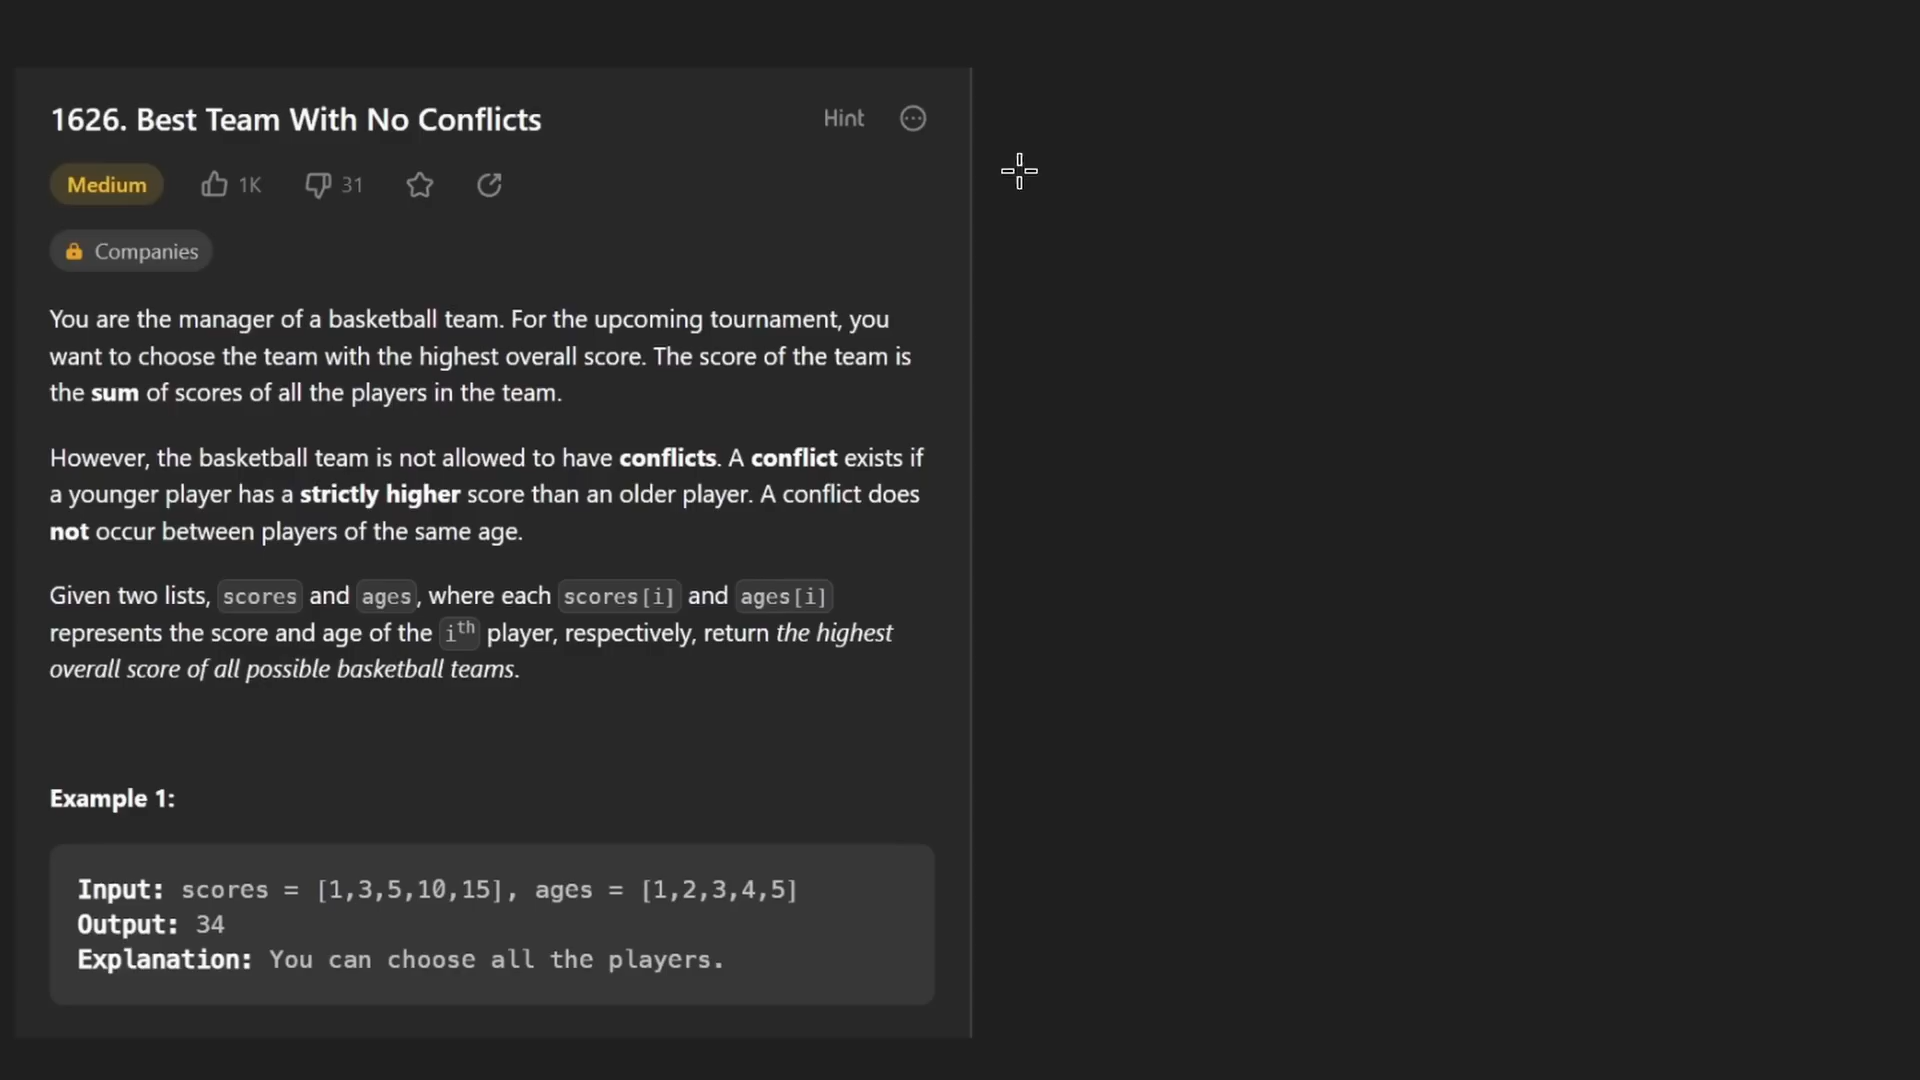 1626. Best Team With No Conflicts
Hint
Medium 1K 31
Companies
You are the manager of a basketball team. For the upcoming tournament, you
want to choose the team with the highest overall score. The score of the team is
the sum of scores of all the players in the team.
However, the basketball team is not allowed to have conflicts. A conflict exists if
a younger player has a strictly higher score than an older player. A conflict does
not occur between players of the same age.
Given two lists, scores and ages, where each scores[i] and ages[i]
represents the score and age of the ith player, respectively, return the highest
overall score of all possible basketball teams.
Example 1:
Input: scores = [1,3,5,10,15], ages = [1,2,3,4,5]
Output: 34
Explanation: You can choose all the players.